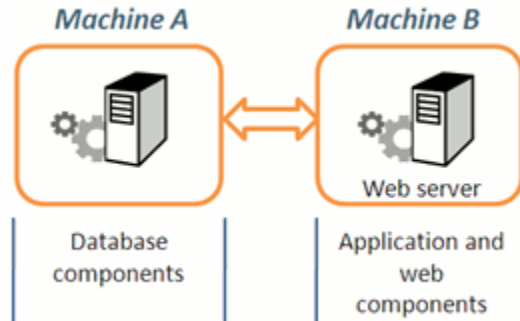 Machine A
Machine B
Web server
Database
components
Application and
web
components